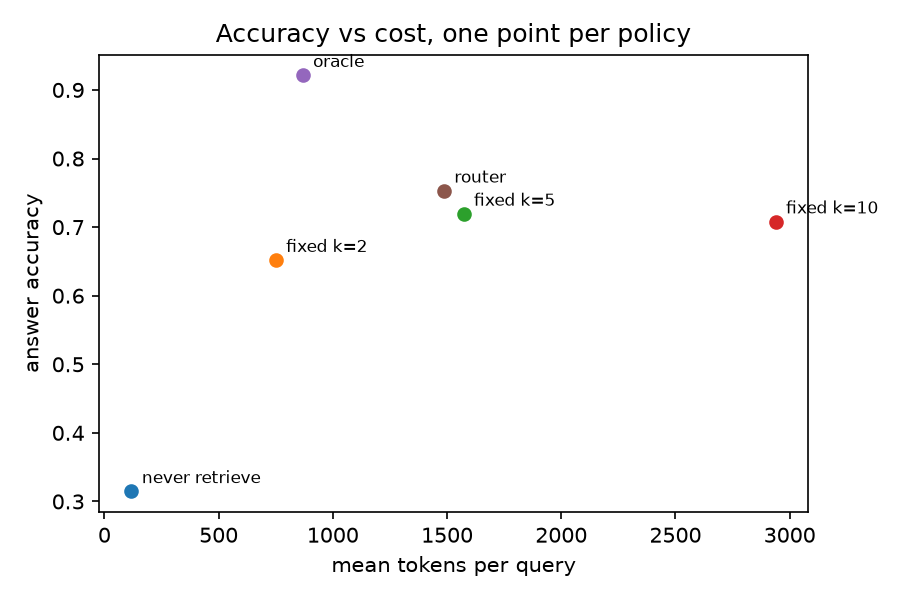 Accuracy vs cost, one point per policy
oracle
router
fixed k=5
fixed k=10
fixed k=2
never retrieve
0.9
0.8
0.7
0.6
0.5
0.4
0.3
answer accuracy
0
500
1000
1500
2000
2500
3000
mean tokens per query